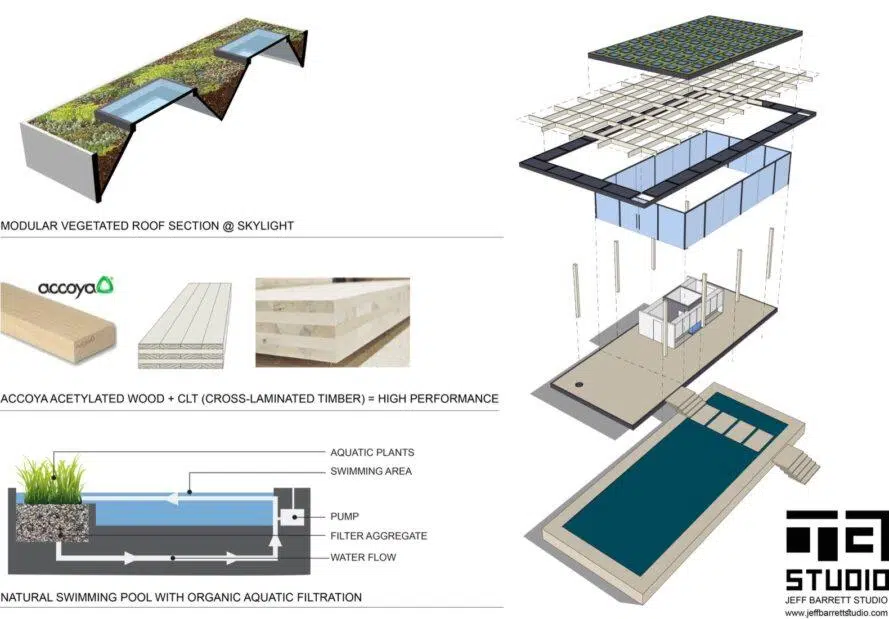 MODULAR VEGETATED ROOF SECTION @ SKYLIGHT
accoya
ACCOYA ACETYLATED WOOD + CLT (CROSS-LAMINATED TIMBER) = HIGH PERFORMANCE
AQUATIC PLANTS
SWIMMING AREA
PUMP
FILTER AGGREGATE
WATER FLOW
NATURAL SWIMMING POOL WITH ORGANIC AQUATIC FILTRATION
STUDIO
JEFF BARRETT STUDIO
www.jeffbarrettstudio.com